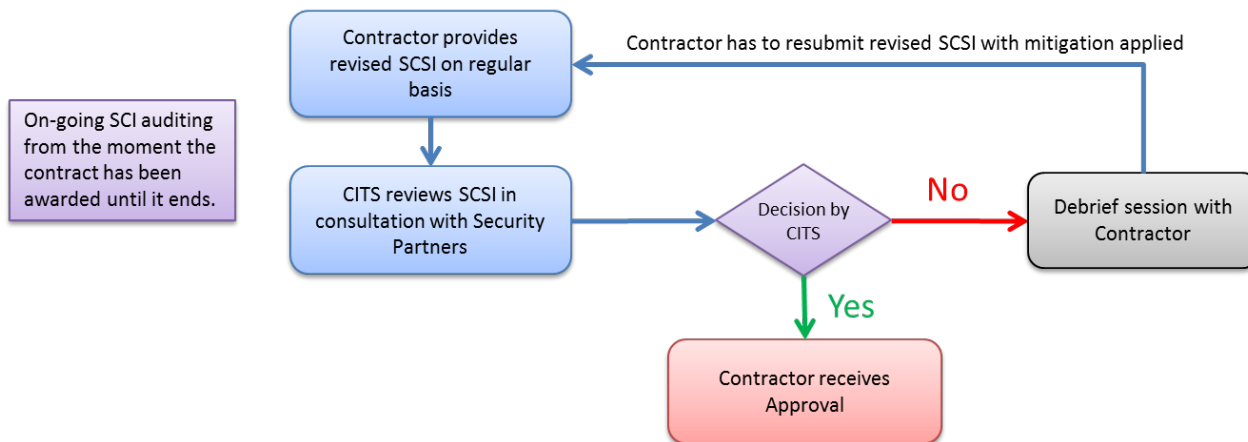 Contractor provides
revised SCSI on regular
basis
Contractor has to resubmit revised SCSI with mitigation applied
On-going SCI auditing
from the moment the
contract has been
awarded until it ends.
CITS reviews SCSI in
consultation with Security
Partners
Decision by
CITS
No
Debrief session with
Contractor
Yes
Contractor receives
Approval